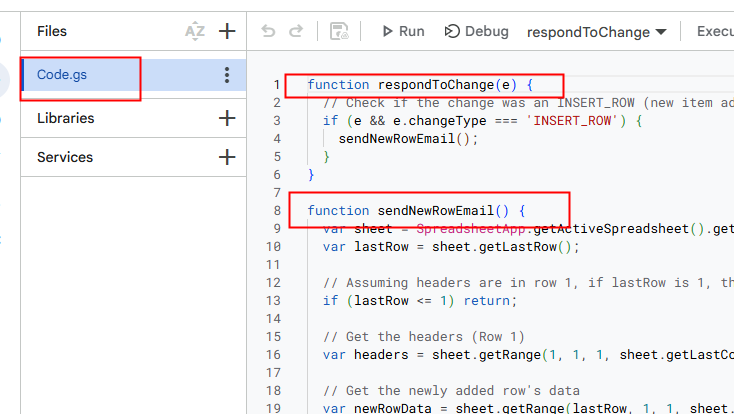 Files
AZ
Run
Debug
respondToChange
Execu
Code.gs
Libraries
Services
1 function respondToChange(e) {
2 // Check if the change was an INSERT_ROW (new item ad
3 if (e && e.changeType === 'INSERT_ROW') {
4 sendNewRowEmail();
5 }
6 }
7
8 function sendNewRowEmail() {
9 var sheet = SpreadsheetApp.getActiveSpreadsheet().get
10 var lastRow = sheet.getLastRow();
11
12 // Assuming headers are in row 1, if lastRow is 1, th
13 if (lastRow <= 1) return;
14
15 // Get the headers (Row 1)
16 var headers = sheet.getRange(1, 1, 1, sheet.getLastCo
17
18 // Get the newly added row's data
19 var newRowData = sheet.getRange(lastRow, 1, 1, sheet.